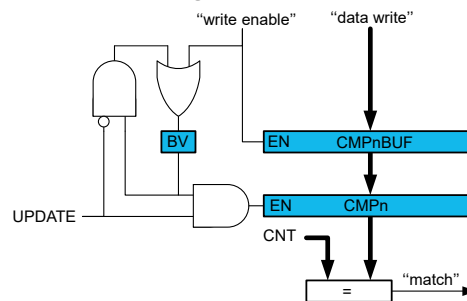 “write enable” “data write”
BV EN CMPnBUF
EN CMPn
UPDATE
CNT
“match”
=